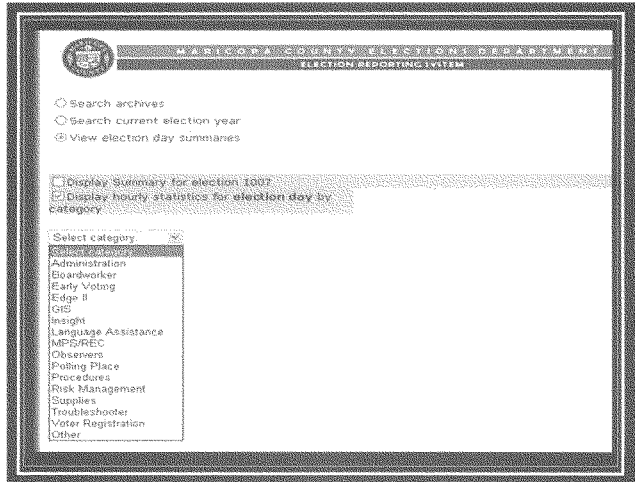 MARICOPA COUNTY ELECTIONS DEPARTMENT
ELECTION REPORTING SYSTEM
Search archives
Search current election year
View election day summaries
Display Summary for election 1007
Display hourly statistics for election day by
category
Select category
Administration
Boardworker
Early Voting
Edge II
GIS
Insight
Language Assistance
MPS/REC
Observers
Polling Place
Procedures
Risk Management
Supplies
Troubleshooter
Voter Registration
Other